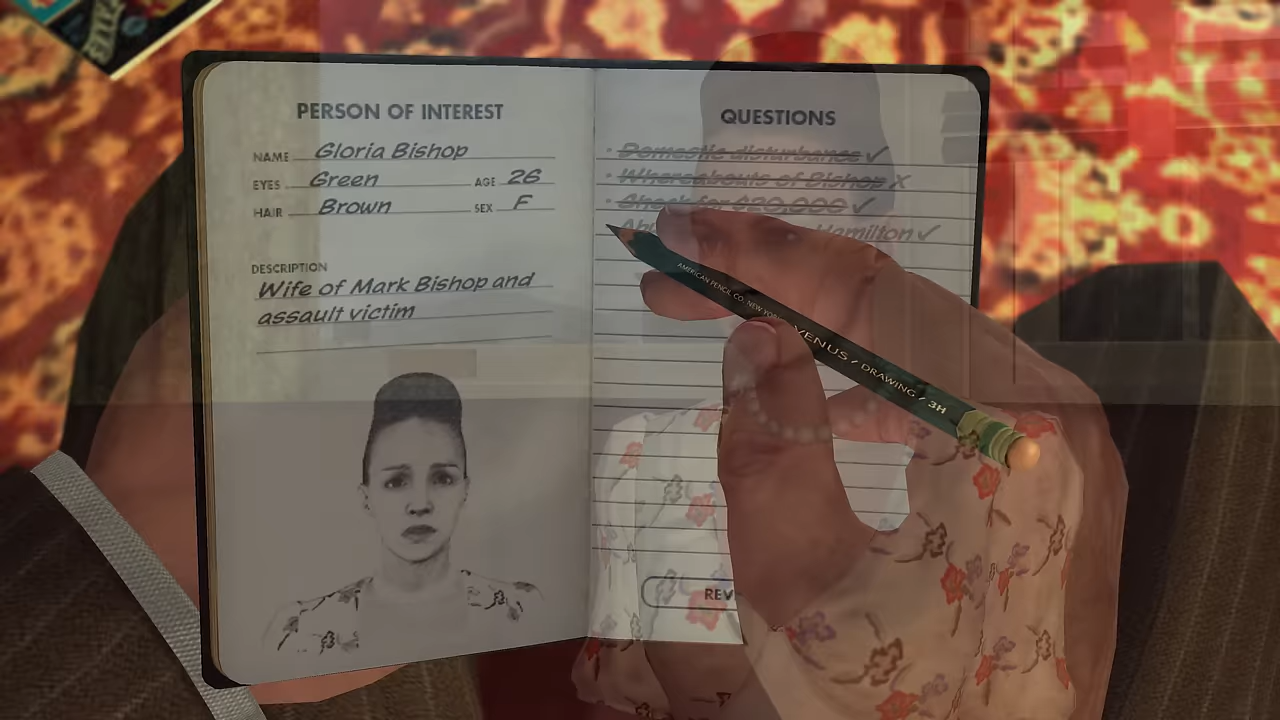 PERSON OF INTEREST
NAME Gloria Bishop
EYES Green AGE 26
HAIR Brown SEX F
DESCRIPTION
Wife of Mark Bishop and
assault victim
QUESTIONS
· Domestic disturbance ✓
· Whereabouts of Bishop X
· Check for $20,000 ✓
Hamilton ✓
AMERICAN PENCIL CO. NEW YORK VENUS / DRAWING / 3H